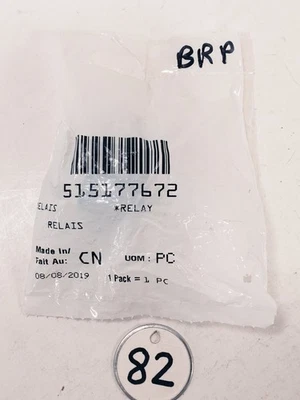 BRP
515177672
ELAIS *RELAY
RELAIS
Made In/
Fait Au: CN UOM : PC
08/08/2019 1 Pack = 1 PC
82